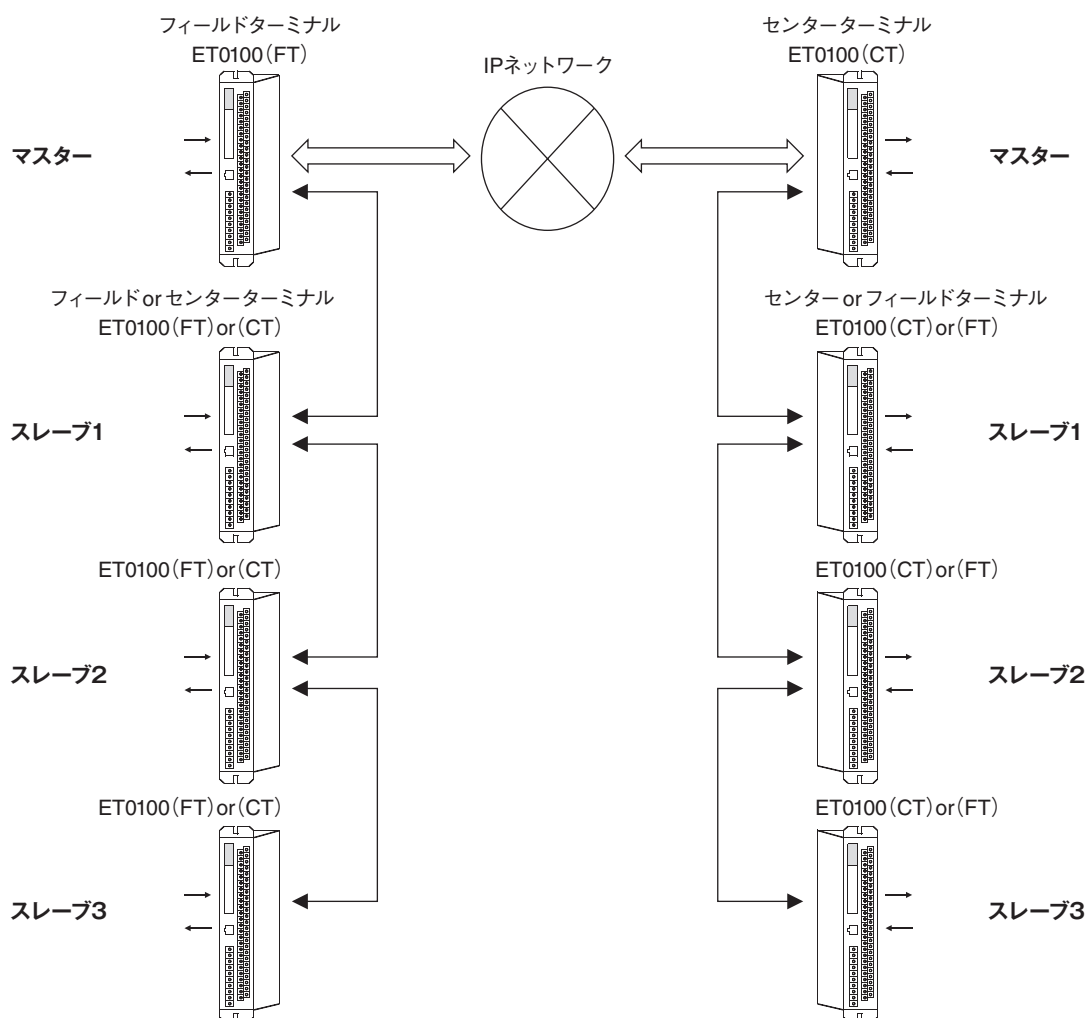 フィールドターミナル
ET0100(FT)
センターターミナル
ET0100(CT)
IPネットワーク
マスター
マスター
フィールドorセンターターミナル
ET0100(FT)or(CT)
センターorフィールドターミナル
ET0100(CT)or(FT)
スレーブ1
スレーブ1
ET0100(FT)or(CT)
ET0100(CT)or(FT)
スレーブ2
スレーブ2
ET0100(FT)or(CT)
ET0100(CT)or(FT)
スレーブ3
スレーブ3